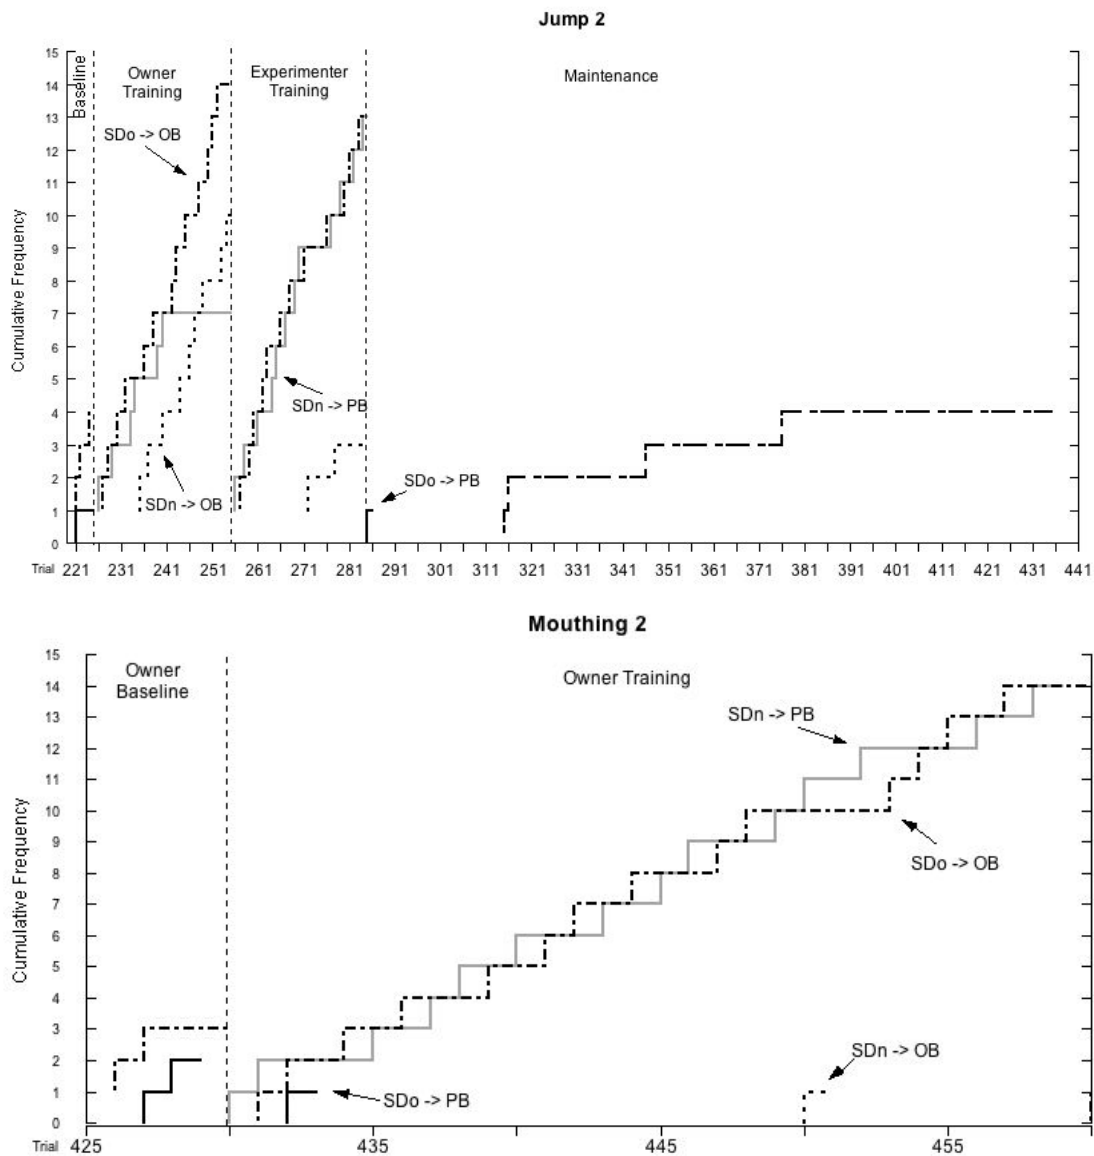 Jump 2
15
14
13
12
11
10
9
8
7
6
5
4
3
2
1
0
Cumulative Frequency
Baseline
Owner
Training
Experimenter
Training
Maintenance
SDo -> OB
SDn -> PB
SDn -> OB
SDo -> PB
Trial 221 231 241 251 261 271 281 291 301 311 321 331 341 351 361 371 381 391 401 411 421 431 441
Mouthing 2
15
14
13
12
11
10
9
8
7
6
5
4
3
2
1
0
Cumulative Frequency
Owner
Baseline
Owner Training
SDn -> PB
SDo -> OB
SDn -> OB
SDo -> PB
Trial 425 435 445 455